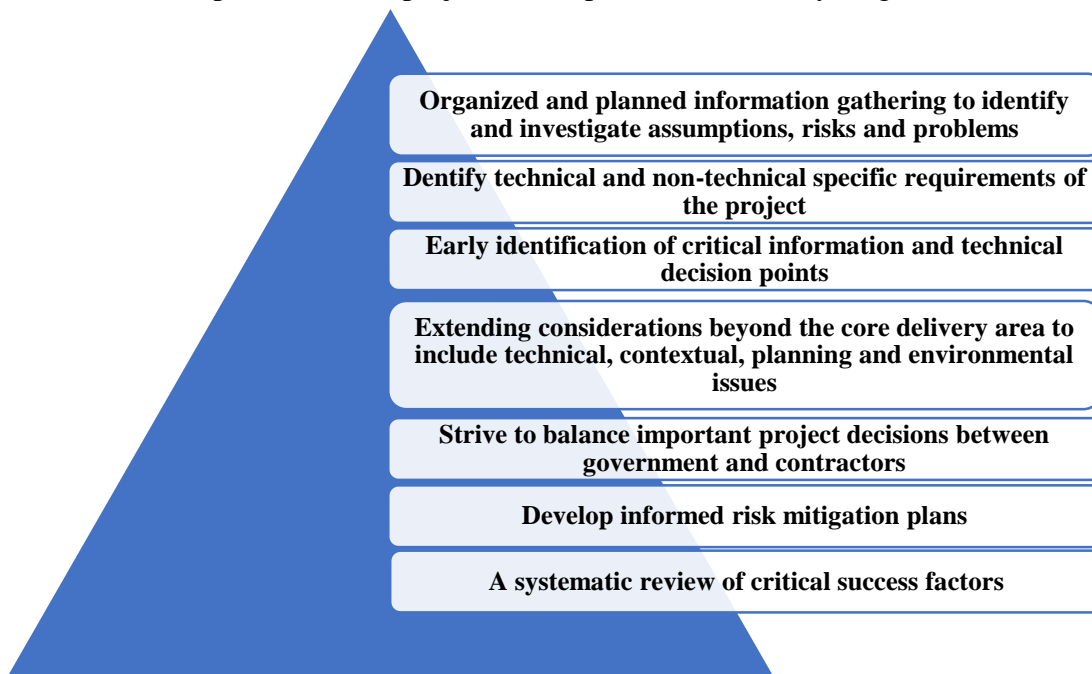 Organized and planned information gathering to identify
and investigate assumptions, risks and problems
Dentify technical and non-technical specific requirements of
the project
Early identification of critical information and technical
decision points
Extending considerations beyond the core delivery area to
include technical, contextual, planning and environmental
issues
Strive to balance important project decisions between
government and contractors
Develop informed risk mitigation plans
A systematic review of critical success factors